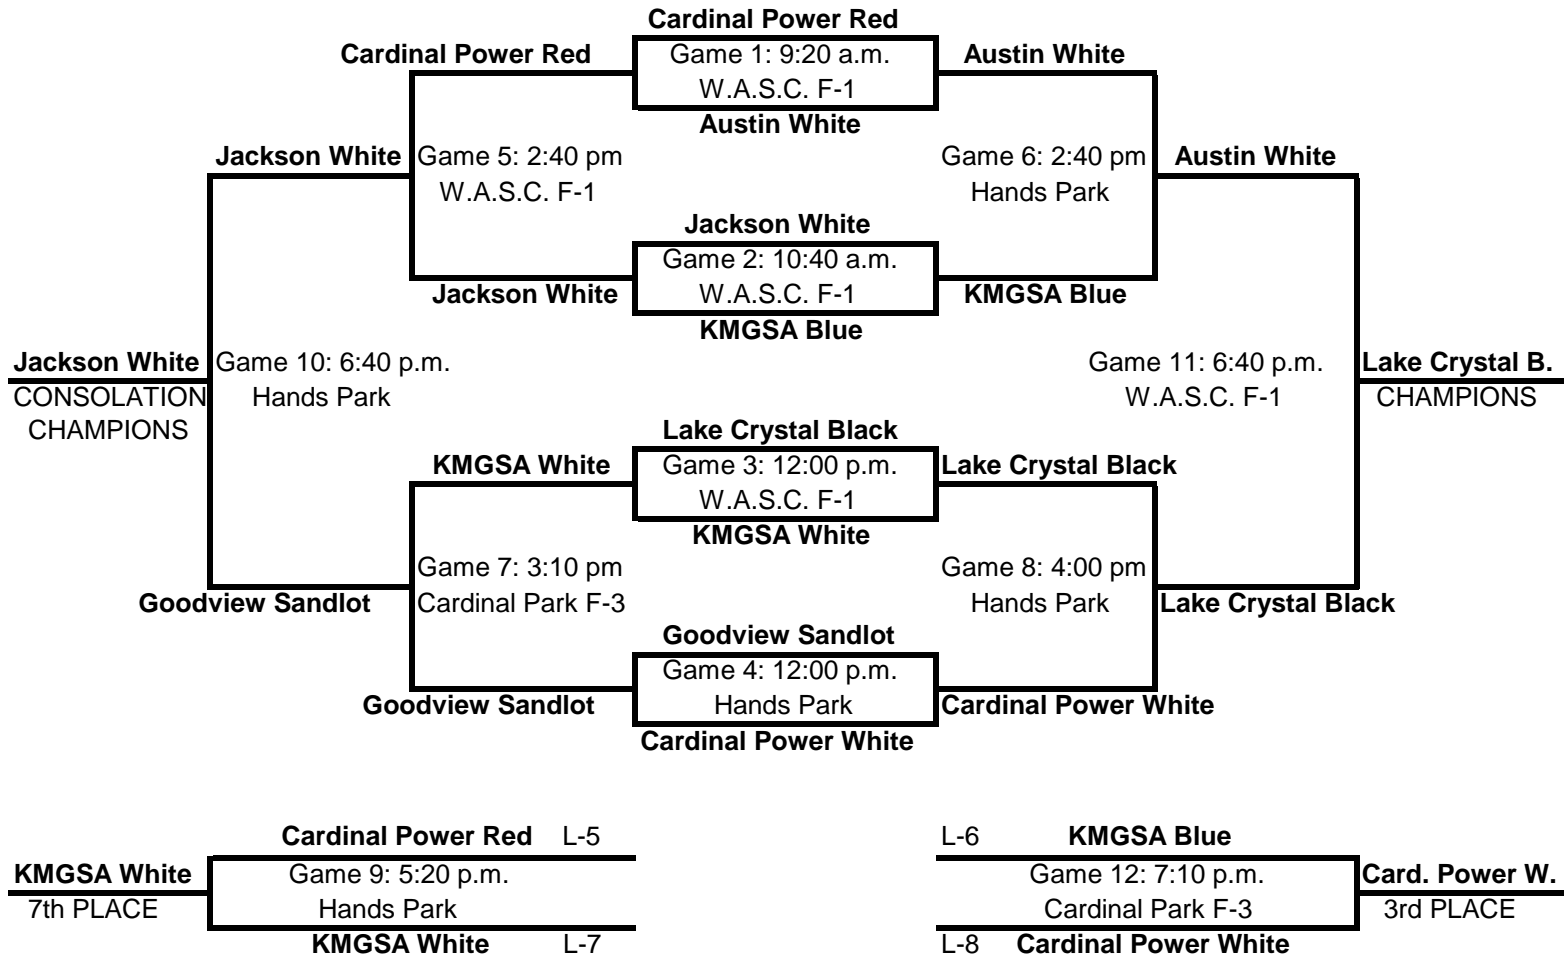 Cardinal Power Red
Cardinal Power Red Game 1: 9:20 a.m. Austin White
W.A.S.C. F-1
Austin White
Jackson White Game 5: 2:40 pm Game 6: 2:40 pm Austin White
W.A.S.C. F-1 Hands Park
Jackson White
Game 2: 10:40 a.m.
Jackson White W.A.S.C. F-1 KMGSA Blue
KMGSA Blue
Jackson White Game 10: 6:40 p.m. Game 11: 6:40 p.m. Lake Crystal B.
CONSOLATION Hands Park W.A.S.C. F-1 CHAMPIONS
CHAMPIONS Lake Crystal Black
KMGSA White Game 3: 12:00 p.m. Lake Crystal Black
W.A.S.C. F-1
KMGSA White
Game 7: 3:10 pm Game 8: 4:00 pm
Goodview Sandlot Cardinal Park F-3 Hands Park Lake Crystal Black
Goodview Sandlot
Game 4: 12:00 p.m.
Goodview Sandlot Hands Park Cardinal Power White
Cardinal Power White
Cardinal Power Red L-5 L-6 KMGSA Blue
KMGSA White Game 9: 5:20 p.m. Game 12: 7:10 p.m. Card. Power W.
7th PLACE Hands Park Cardinal Park F-3 3rd PLACE
KMGSA White L-7 L-8 Cardinal Power White